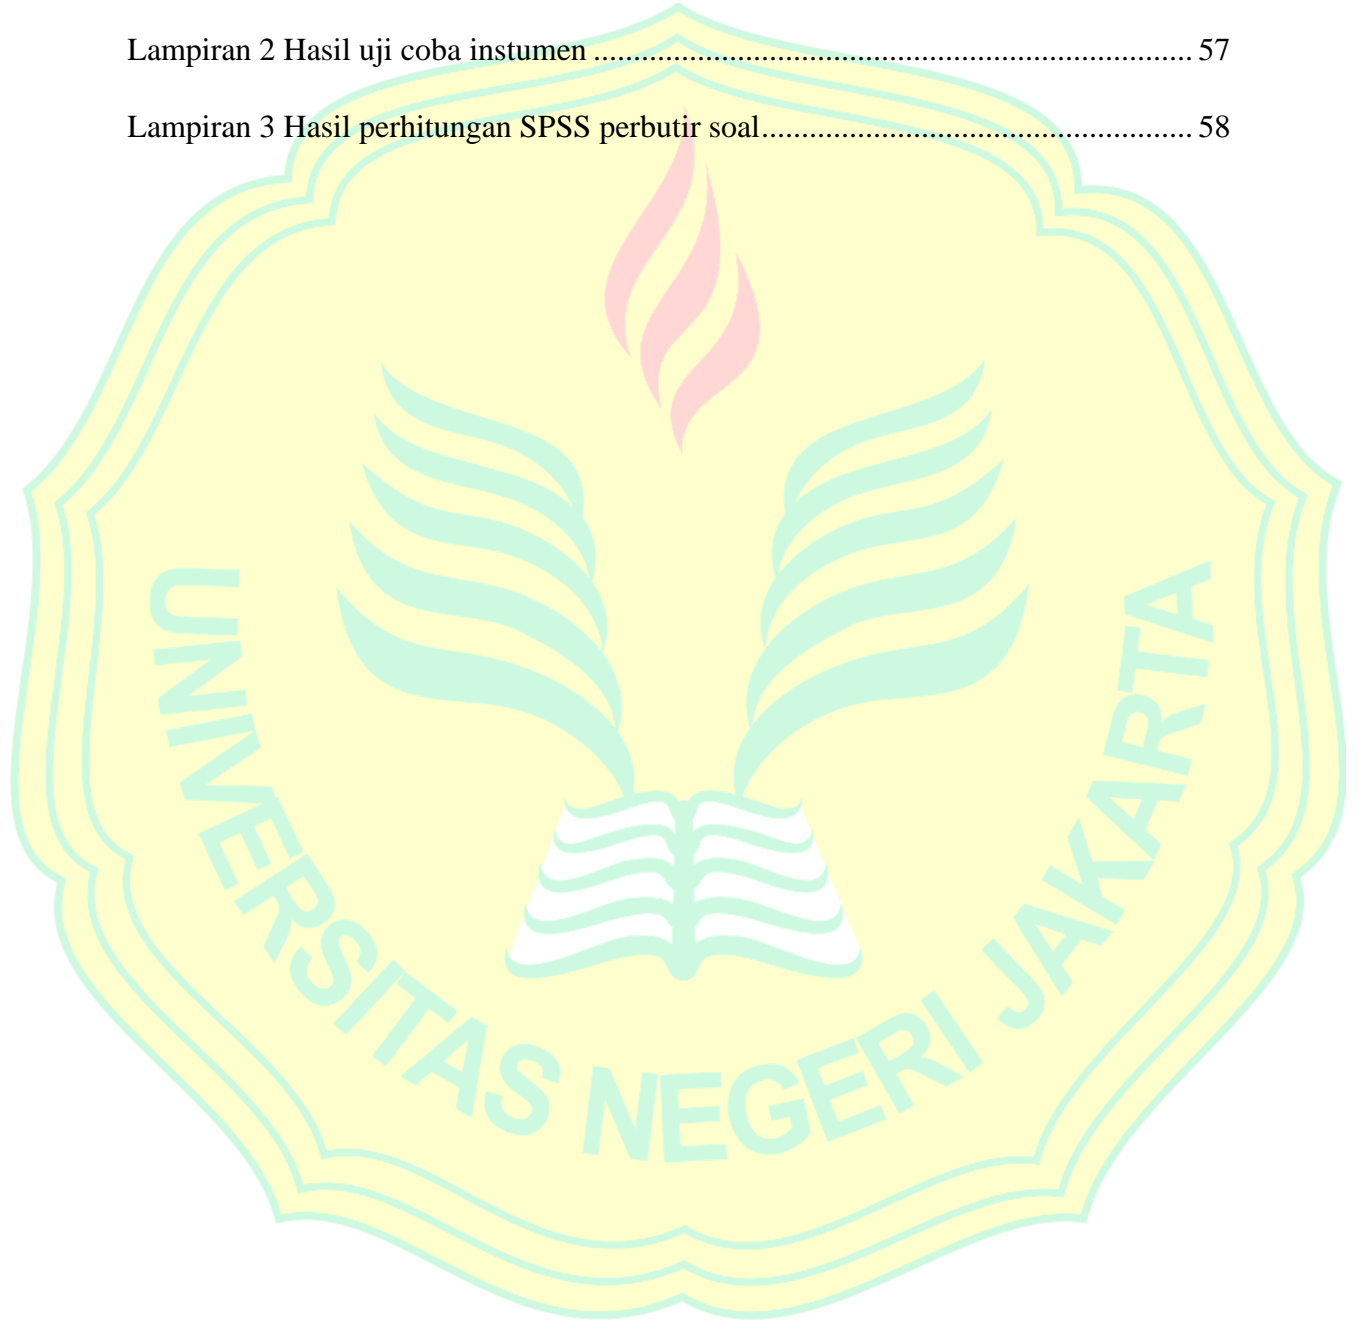 Lampiran 2 Hasil uji coba instumen ........................................................................... 57
Lampiran 3 Hasil perhitungan SPSS perbutir soal...................................................... 58
UNIVERSITAS NEGERI JAKARTA